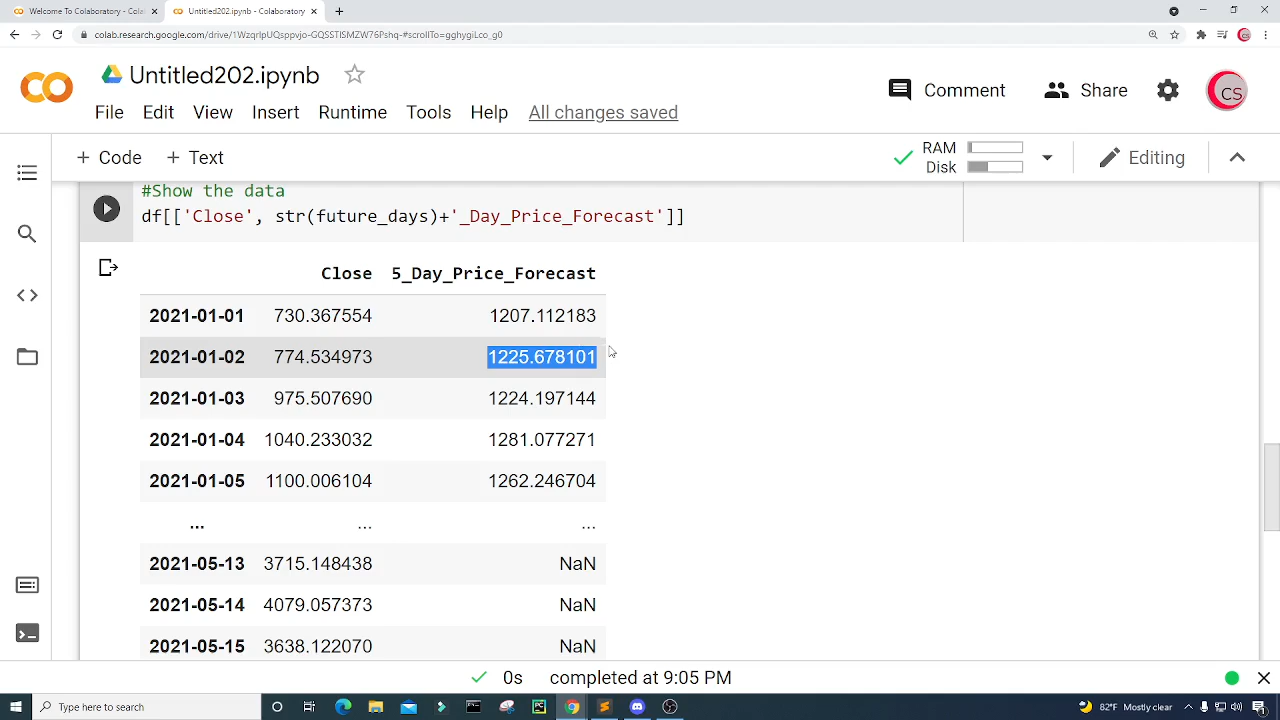 Welcome To Colaboratory - Colab
Untitled202.ipynb - Colaboratory
colab.research.google.com/drive/1WzrIpUQsppvjo-GQSSTISMZW76Pshq-#scrollTo=gghygiLco_g0
Untitled202.ipynb
File Edit View Insert Runtime Tools Help All changes saved
Comment Share CS
+ Code + Text
RAM
Disk
Editing
#Show the data
df[['Close', str(future_days)+'_Day_Price_Forecast']]
Close 5_Day_Price_Forecast
2021-01-01 730.367554 1207.112183
2021-01-02 774.534973 1225.678101
2021-01-03 975.507690 1224.197144
2021-01-04 1040.233032 1281.077271
2021-01-05 1100.006104 1262.246704
... ... ...
2021-05-13 3715.148438 NaN
2021-05-14 4079.057373 NaN
2021-05-15 3638.122070 NaN
0s completed at 9:05 PM
Type here to search
82°F Mostly clear